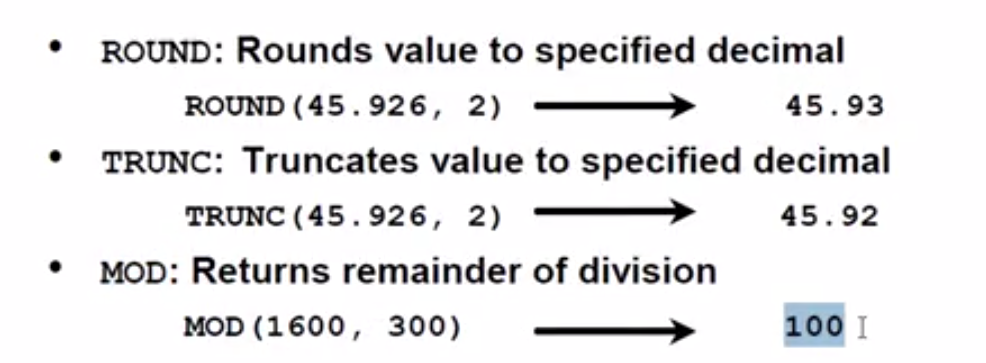 • ROUND: Rounds value to specified decimal
ROUND(45.926, 2) ⟶ 45.93
• TRUNC: Truncates value to specified decimal
TRUNC(45.926, 2) ⟶ 45.92
• MOD: Returns remainder of division
MOD(1600, 300) ⟶ 100